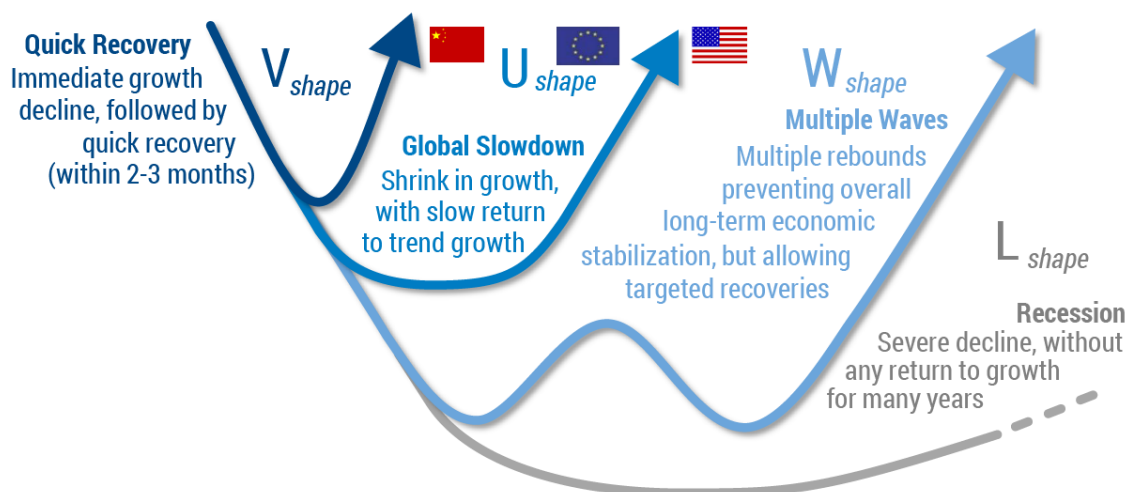 Quick Recovery
Immediate growth
decline, followed by
quick recovery
(within 2-3 months)
V shape
U shape
Global Slowdown
Shrink in growth,
with slow return
to trend growth
W shape
Multiple Waves
Multiple rebounds
preventing overall
long-term economic
stabilization, but allowing
targeted recoveries
L shape
Recession
Severe decline, without
any return to growth
for many years